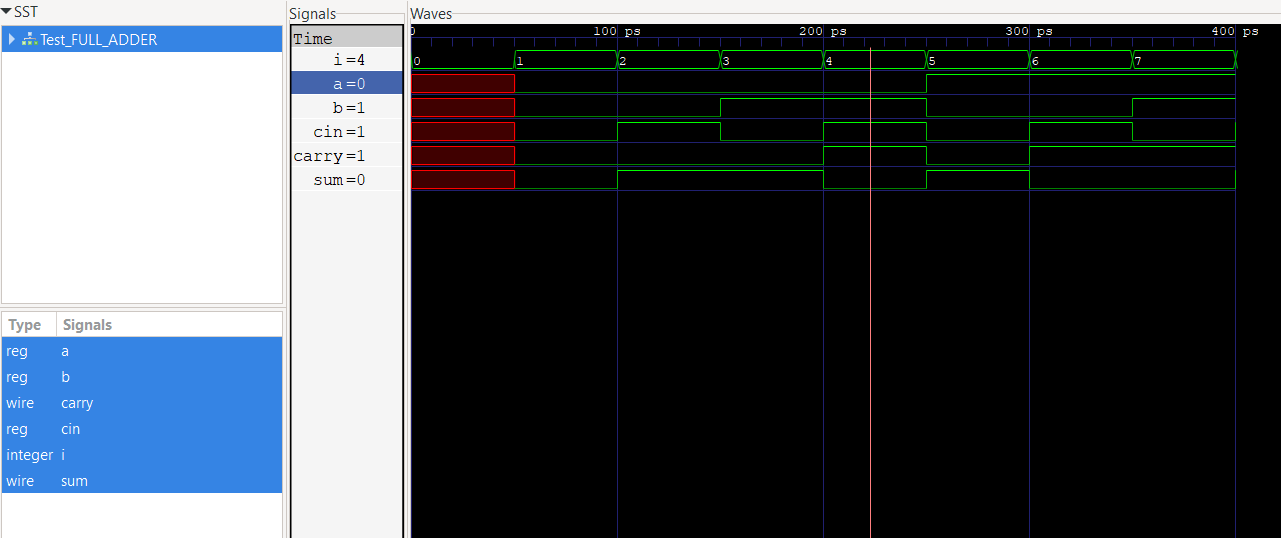 SST
Test_FULL_ADDER
Type Signals
reg a
reg b
wire carry
reg cin
integer i
wire sum
Signals
Time
i=4
a=0
b=1
cin=1
carry=1
sum=0
Waves
0 100 ps 200 ps 300 ps 400 ps
0 1 2 3 4 5 6 7